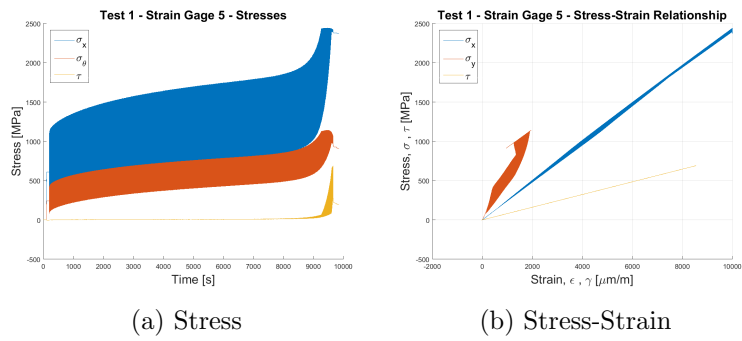 Test 1 - Strain Gage 5 - Stresses
2500
2000
1500
1000
500
0
-500
Stress [MPa]
σx
σθ
τ
0 1000 2000 3000 4000 5000 6000 7000 8000 9000 10000
Time [s]
(a) Stress
Test 1 - Strain Gage 5 - Stress-Strain Relationship
2500
2000
1500
1000
500
0
-500
Stress, σ , τ [MPa]
σx
σy
τ
-2000 0 2000 4000 6000 8000 10000
Strain, ϵ , γ [μm/m]
(b) Stress-Strain